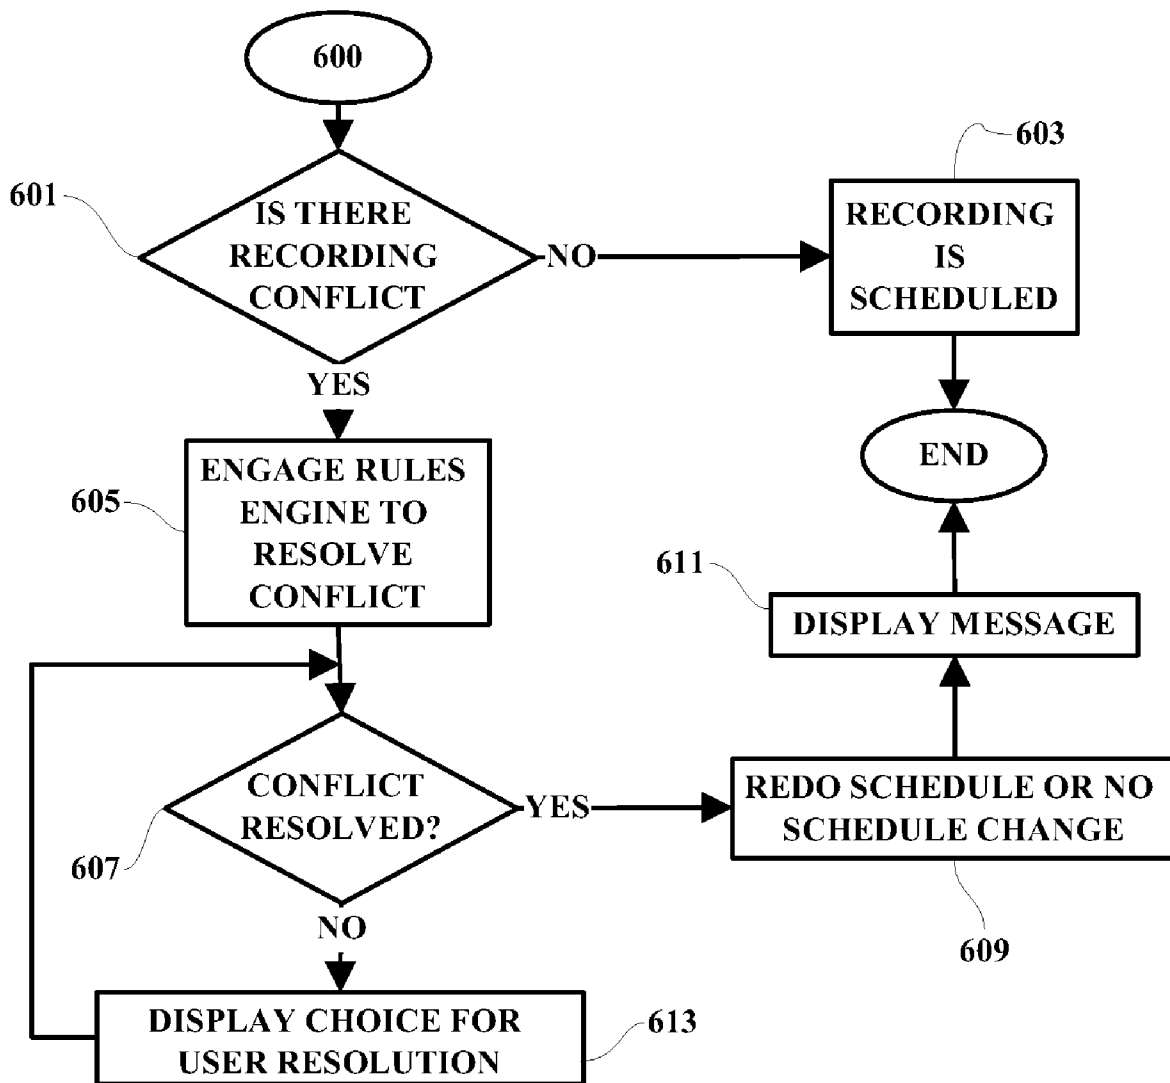 600
601
IS THERE
RECORDING
CONFLICT
NO
603
RECORDING
IS
SCHEDULED
YES
END
605
ENGAGE RULES
ENGINE TO
RESOLVE
CONFLICT
611
DISPLAY MESSAGE
607
CONFLICT
RESOLVED?
YES
REDO SCHEDULE OR NO
SCHEDULE CHANGE
609
NO
DISPLAY CHOICE FOR
USER RESOLUTION
613